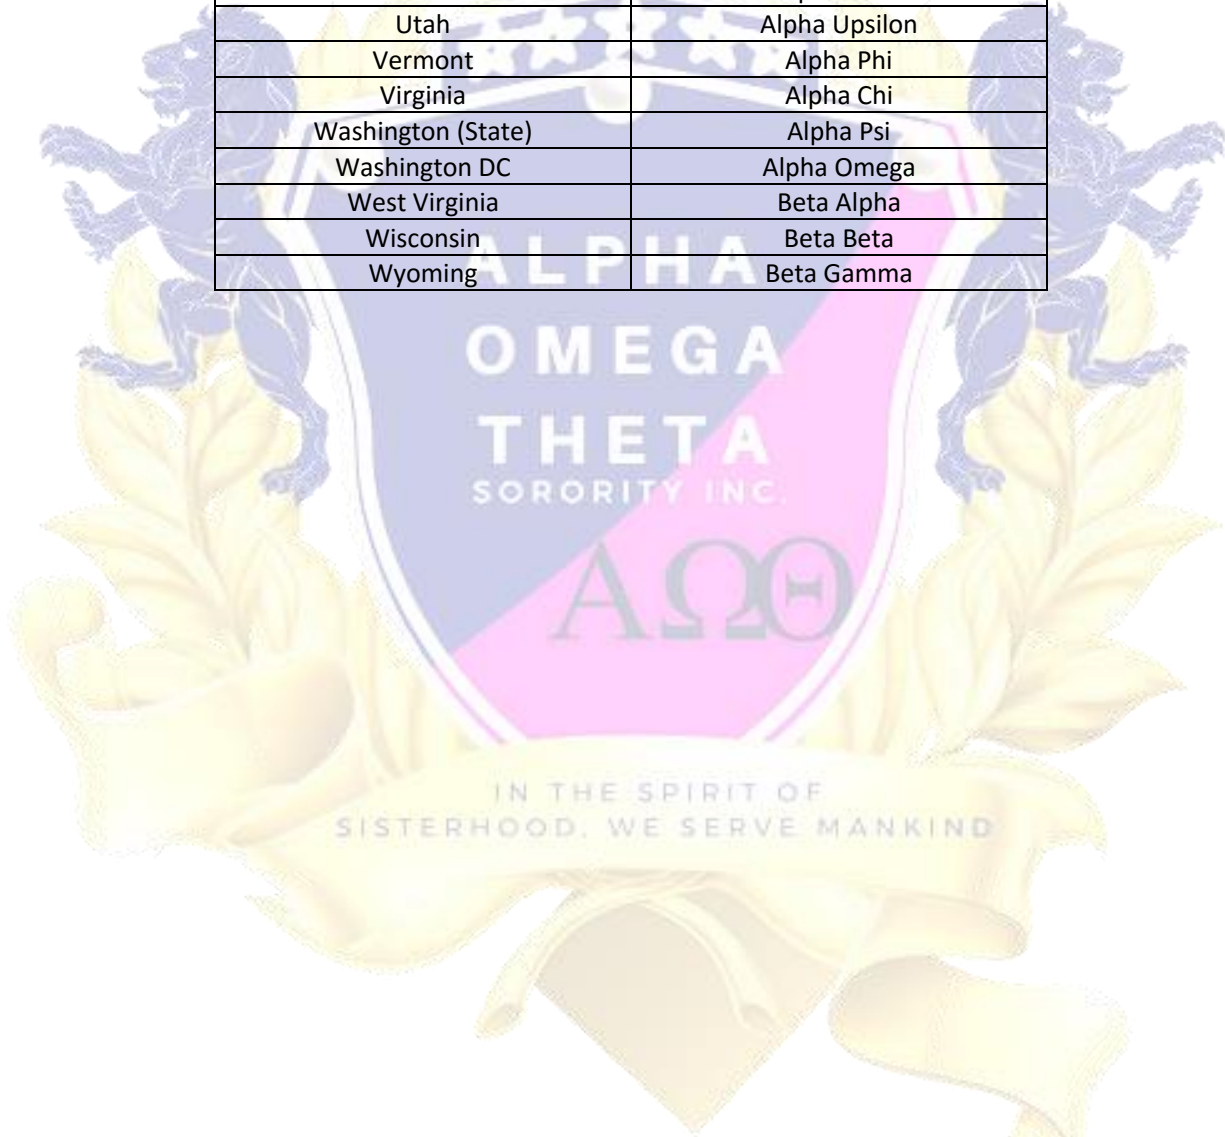 Utah Alpha Upsilon
Vermont Alpha Phi
Virginia Alpha Chi
Washington (State) Alpha Psi
Washington DC Alpha Omega
West Virginia Beta Alpha
Wisconsin Beta Beta
Wyoming Beta Gamma
ALPHA
OMEGA
THETA
SORORITY INC.
ΑΩΘ
IN THE SPIRIT OF
SISTERHOOD, WE SERVE MANKIND